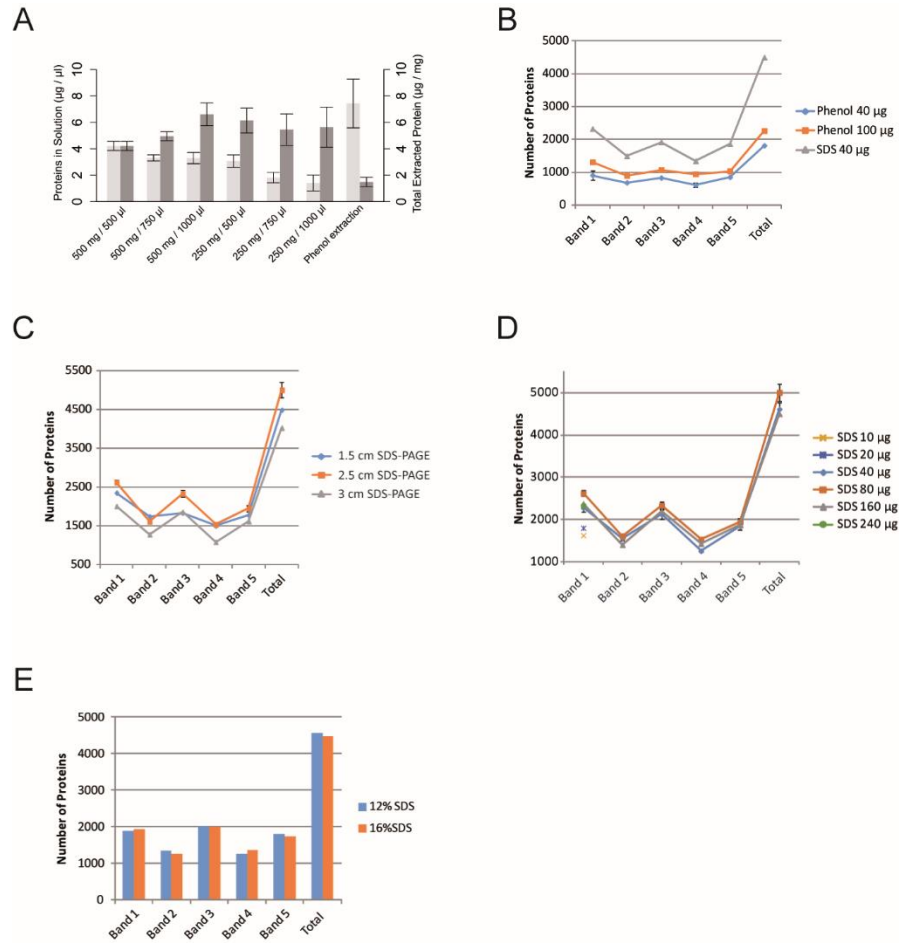 A
Proteins in Solution (µg / µl)
10
8
6
4
2
0
10
8
6
4
2
0
Total Extracted Protein (µg / mg)
500 mg / 500 µl
500 mg / 750 µl
500 mg / 1000 µl
250 mg / 500 µl
250 mg / 750 µl
250 mg / 1000 µl
Phenol extraction
B
Number of Proteins
5000
4000
3000
2000
1000
0
Band 1
Band 2
Band 3
Band 4
Band 5
Total
Phenol 40 µg
Phenol 100 µg
SDS 40 µg
C
Number of Proteins
5500
4500
3500
2500
1500
500
Band 1
Band 2
Band 3
Band 4
Band 5
Total
1.5 cm SDS-PAGE
2.5 cm SDS-PAGE
3 cm SDS-PAGE
D
Number of Proteins
5000
4000
3000
2000
1000
Band 1
Band 2
Band 3
Band 4
Band 5
Total
SDS 10 µg
SDS 20 µg
SDS 40 µg
SDS 80 µg
SDS 160 µg
SDS 240 µg
E
Number of Proteins
5000
4000
3000
2000
1000
0
Band 1
Band 2
Band 3
Band 4
Band 5
Total
12% SDS
16%SDS